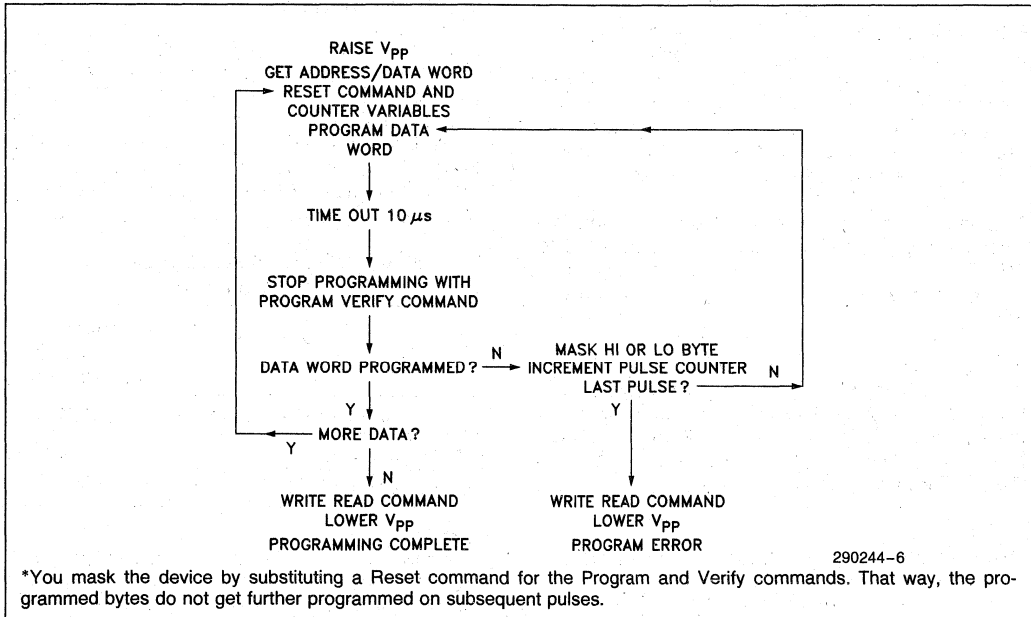 RAISE VPP
GET ADDRESS/DATA WORD
RESET COMMAND AND
COUNTER VARIABLES
PROGRAM DATA
WORD
TIME OUT 10 μs
STOP PROGRAMMING WITH
PROGRAM VERIFY COMMAND
DATA WORD PROGRAMMED?
N
MASK HI OR LO BYTE
INCREMENT PULSE COUNTER
LAST PULSE?
N
Y
Y
MORE DATA?
Y
N
WRITE READ COMMAND
LOWER VPP
PROGRAMMING COMPLETE
WRITE READ COMMAND
LOWER VPP
PROGRAM ERROR
290244-6
*You mask the device by substituting a Reset command for the Program and Verify commands. That way, the pro-
grammed bytes do not get further programmed on subsequent pulses.